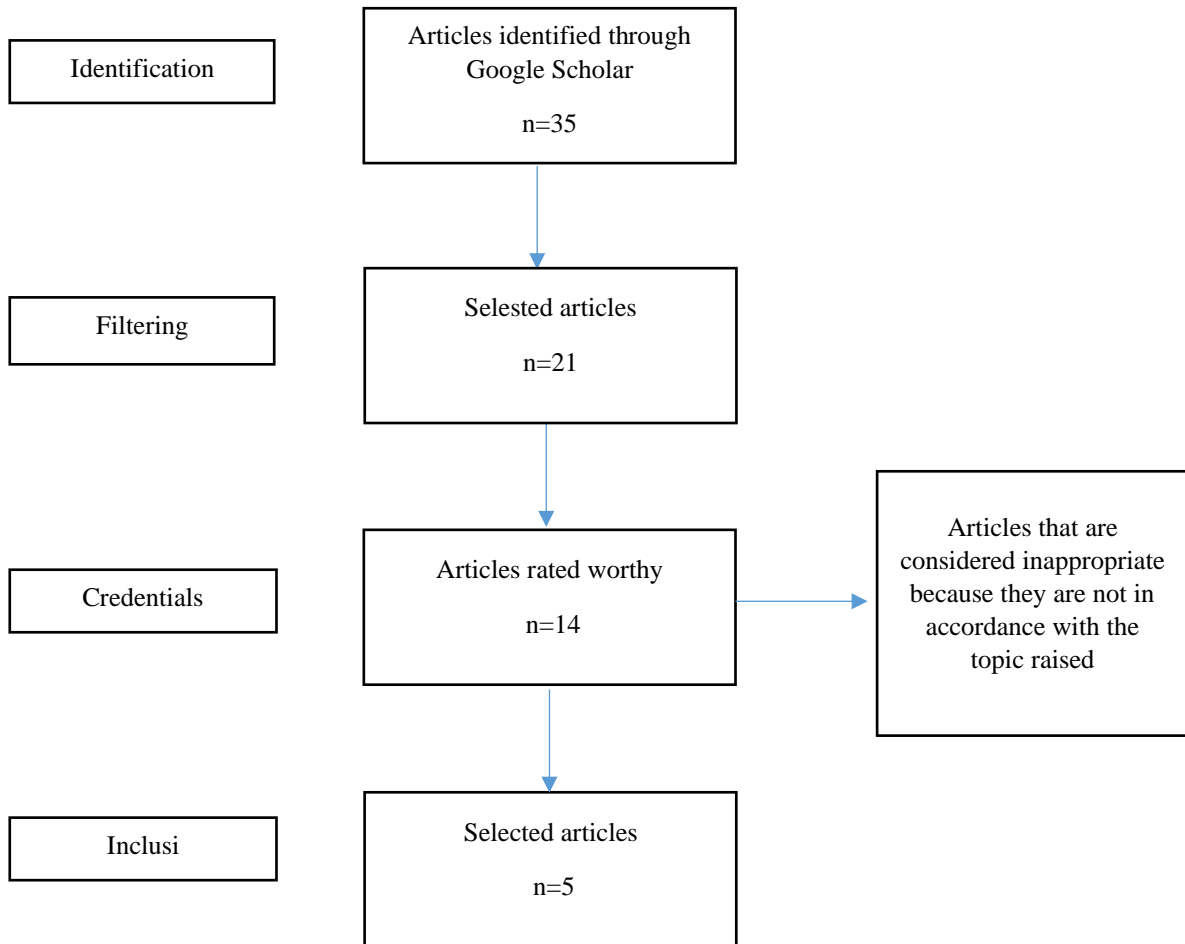 Identification
Articles identified through
Google Scholar
n=35
Filtering
Selested articles
n=21
Credentials
Articles rated worthy
n=14
Articles that are
considered inappropriate
because they are not in
accordance with the
topic raised
Inclusi
Selected articles
n=5